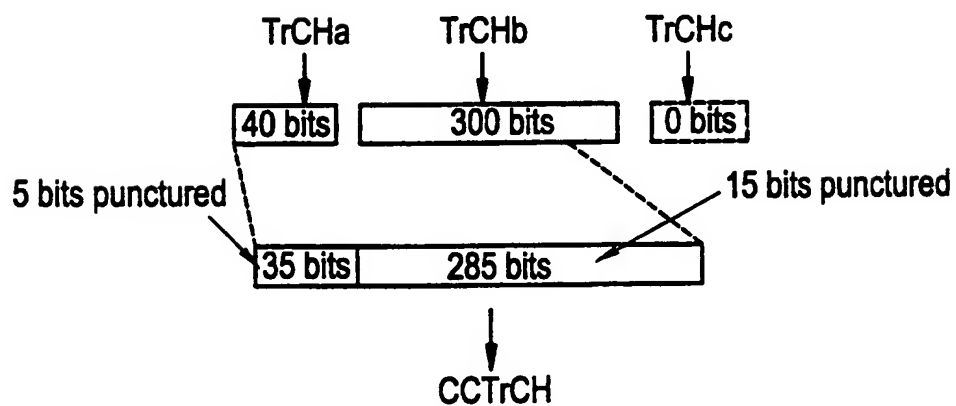 TrCHa TrCHb TrCHc
40 bits 300 bits 0 bits
5 bits punctured 15 bits punctured
35 bits 285 bits
CCTrCH